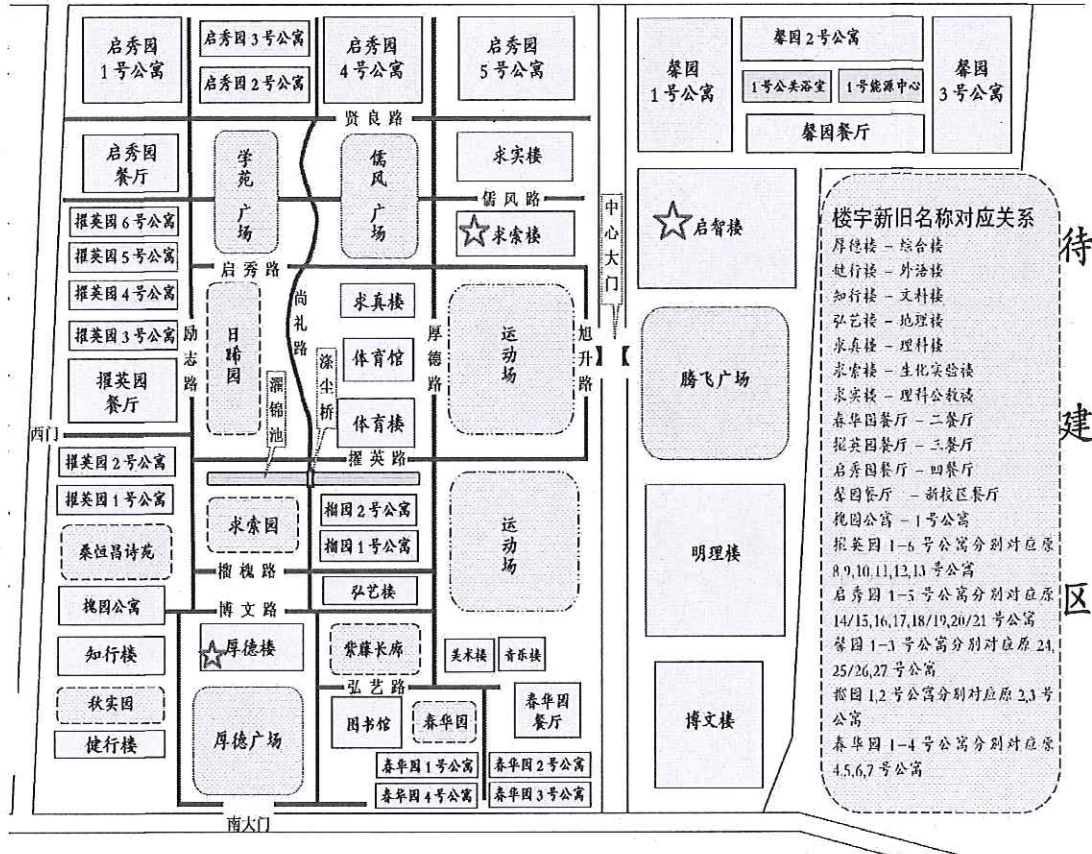 启秀园
1号公寓
启秀园3号公寓
启秀园2号公寓
启秀园
4号公寓
启秀园
5号公寓
馨园
1号公寓
馨园2号公寓
1号公共浴室
1号能源中心
馨园餐厅
馨园
3号公寓
贤良路
启秀园
餐厅
学苑广场
儒风广场
求实楼
儒风路
求索楼
中心大门
启智楼
擢英园6号公寓
擢英园5号公寓
擢英园4号公寓
擢英园3号公寓
擢英园
餐厅
启秀路
励志路
日晞园
尚礼路
求真楼
体育馆
体育楼
厚德路
运动场
旭升路
腾飞广场
濯锦池
涤尘桥
西门
擢英路
擢英园2号公寓
擢英园1号公寓
桑恒昌诗苑
槐园公寓
知行楼
秋实园
健行楼
求索园
榴园2号公寓
榴园1号公寓
榴槐路
弘艺楼
博文路
运动场
明理楼
厚德楼
紫藤长廊
美术楼
音乐楼
弘艺路
厚德广场
图书馆
春华园
春华园
餐厅
博文楼
春华园1号公寓
春华园2号公寓
春华园4号公寓
春华园3号公寓
南大门
楼宇新旧名称对应关系
厚德楼-综合楼
健行楼-外语楼
知行楼-文科楼
弘艺楼-地理楼
求真楼-理科楼
求索楼-生化实验楼
求实楼-理科公教楼
春华园餐厅-二餐厅
擢英园餐厅-三餐厅
启秀园餐厅-四餐厅
馨园餐厅 -新校区餐厅
槐园公寓-1号公寓
擢英园1-6号公寓分别对应原
8,9,10,11,12,13号公寓
启秀园1-5号公寓分别对应原
14/15,16,17,18/19,20/21号公寓
馨园1-3号公寓分别对应原24,
25/26,27号公寓
榴园1,2号公寓分别对应原2,3号
公寓
春华园1-4号公寓分别对应原
4,5,6,7号公寓
待建区